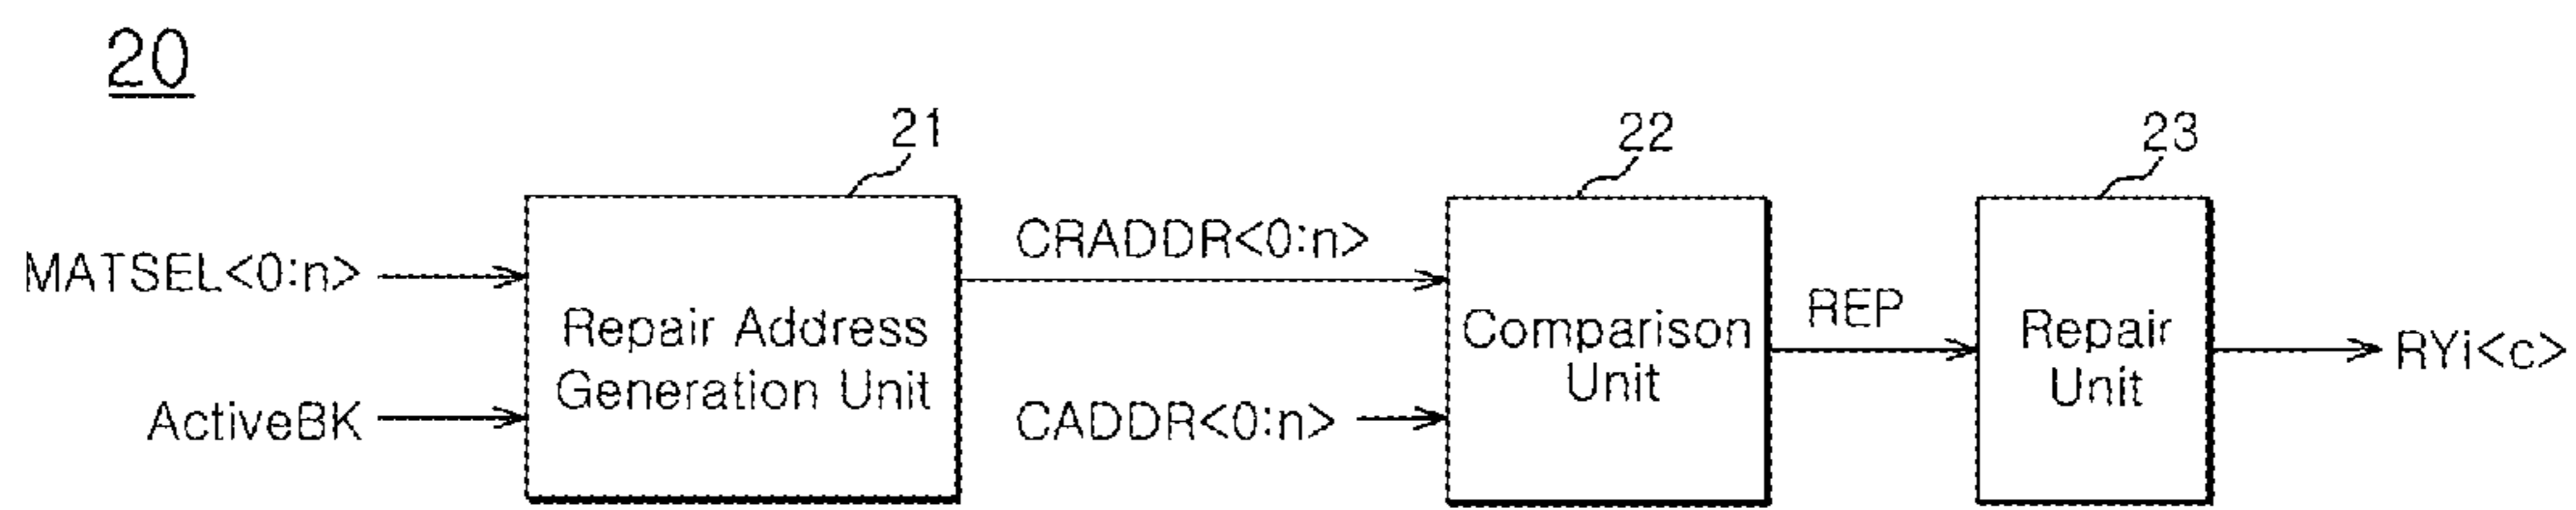 20
21
22
23
MATSEL<0:n>
ActiveBK
Repair Address
Generation Unit
CRADDR<0:n>
CADDR<0:n>
Comparison
Unit
REP
Repair
Unit
RYi<c>